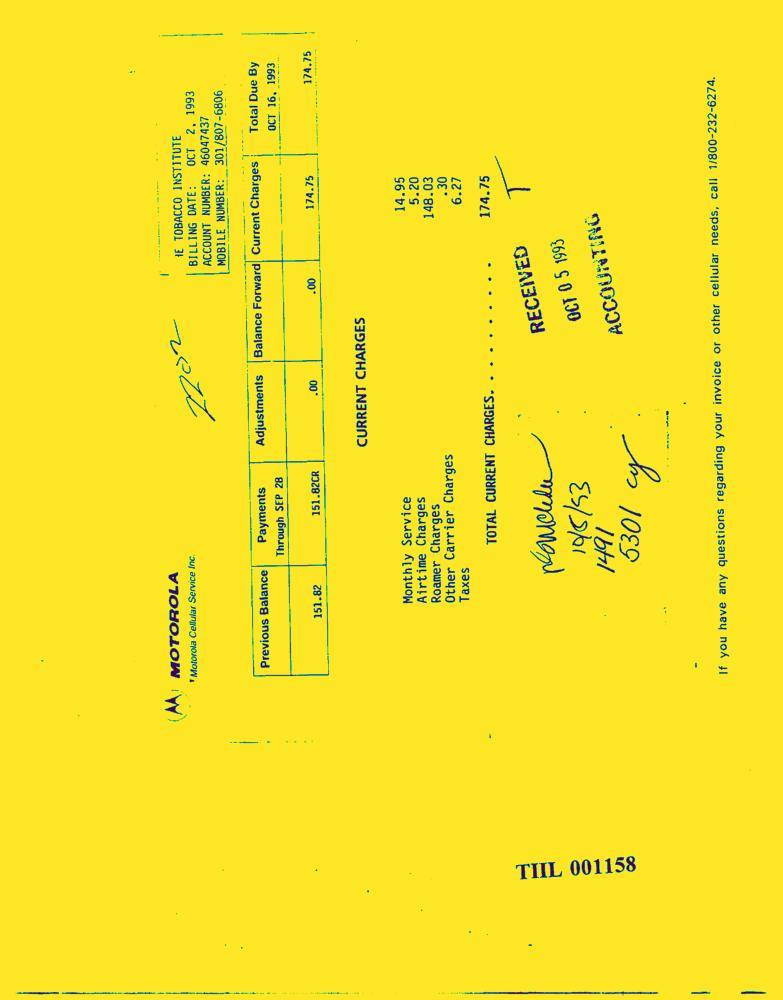 MOTOROLA
Motorola Cellular Service Inc.
7702
HE TOBACCO INSTITUTE
BILLING DATE: OCT 2, 1993
ACCOUNT NUMBER: 46047437
MOBILE NUMBER: 301/807-6806
Previous Balance Payments Through SEP 28 Adjustments Balance Forward Current Charges Total Due By OCT 16, 1993
151.82 151.82CR .00 .00 174.75 174.75
CURRENT CHARGES
Monthly Service 14.95
Airtime Charges 5.20
Roamer Charges 148.03
Other Carrier Charges .30
Taxes 6.27
TOTAL CURRENT CHARGES. . . . . . . . . . 174.75
RECEIVED
OCT 05 1993
ACCOUNTING
10/5/93
1491
5301 cy
If you have any questions regarding your invoice or other cellular needs, call 1/800-232-6274.
TIIL 001158